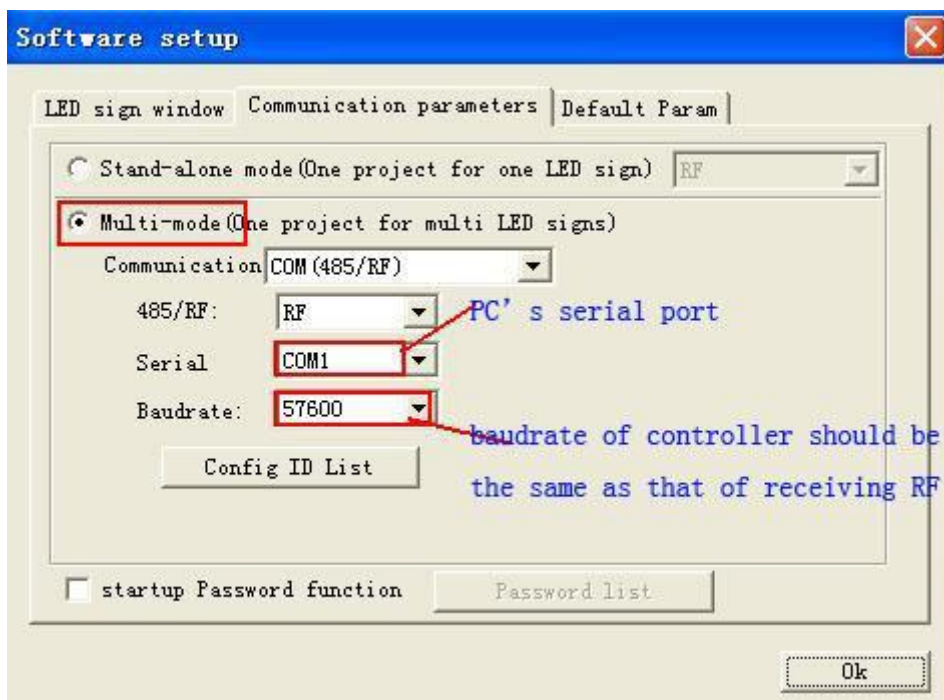 Software setup
LED sign window Communication parameters Default Param
Stand-alone mode(One project for one LED sign) RF
Multi-mode(One project for multi LED signs)
Communication COM(485/RF)
485/RF: RF PC's serial port
Serial COM1
Baudrate: 57600
baudrate of controller should be
Config ID List
the same as that of receiving RF
startup Password function Password list
Ok